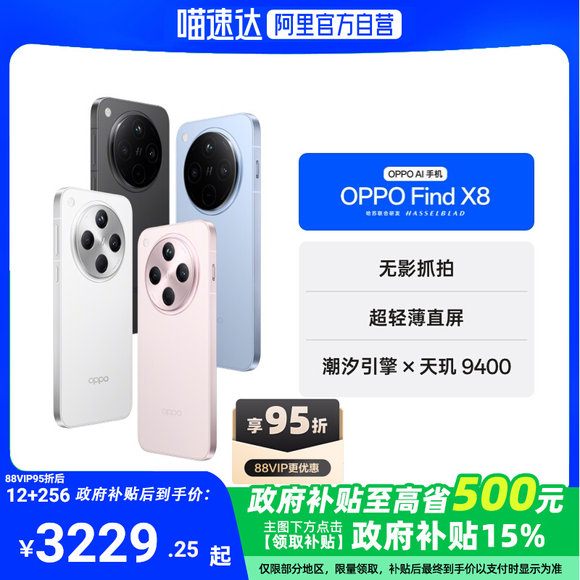 喵速达 阿里官方自营
OPPO AI 手机
OPPO Find X8
哈苏联合研发 HASSELBLAD
无影抓拍
超轻薄直屏
潮汐引擎 × 天玑 9400
H
H
oppo
oppo
享95折
88VIP更优惠
88VIP95折后
12+256 政府补贴后到手价：
¥3229.25 起
政府补贴至高省500元
主图下方点击
【领取补贴】
政府补贴15%
仅限部分地区，限量领取，补贴后最终到手价以支付时显示为准